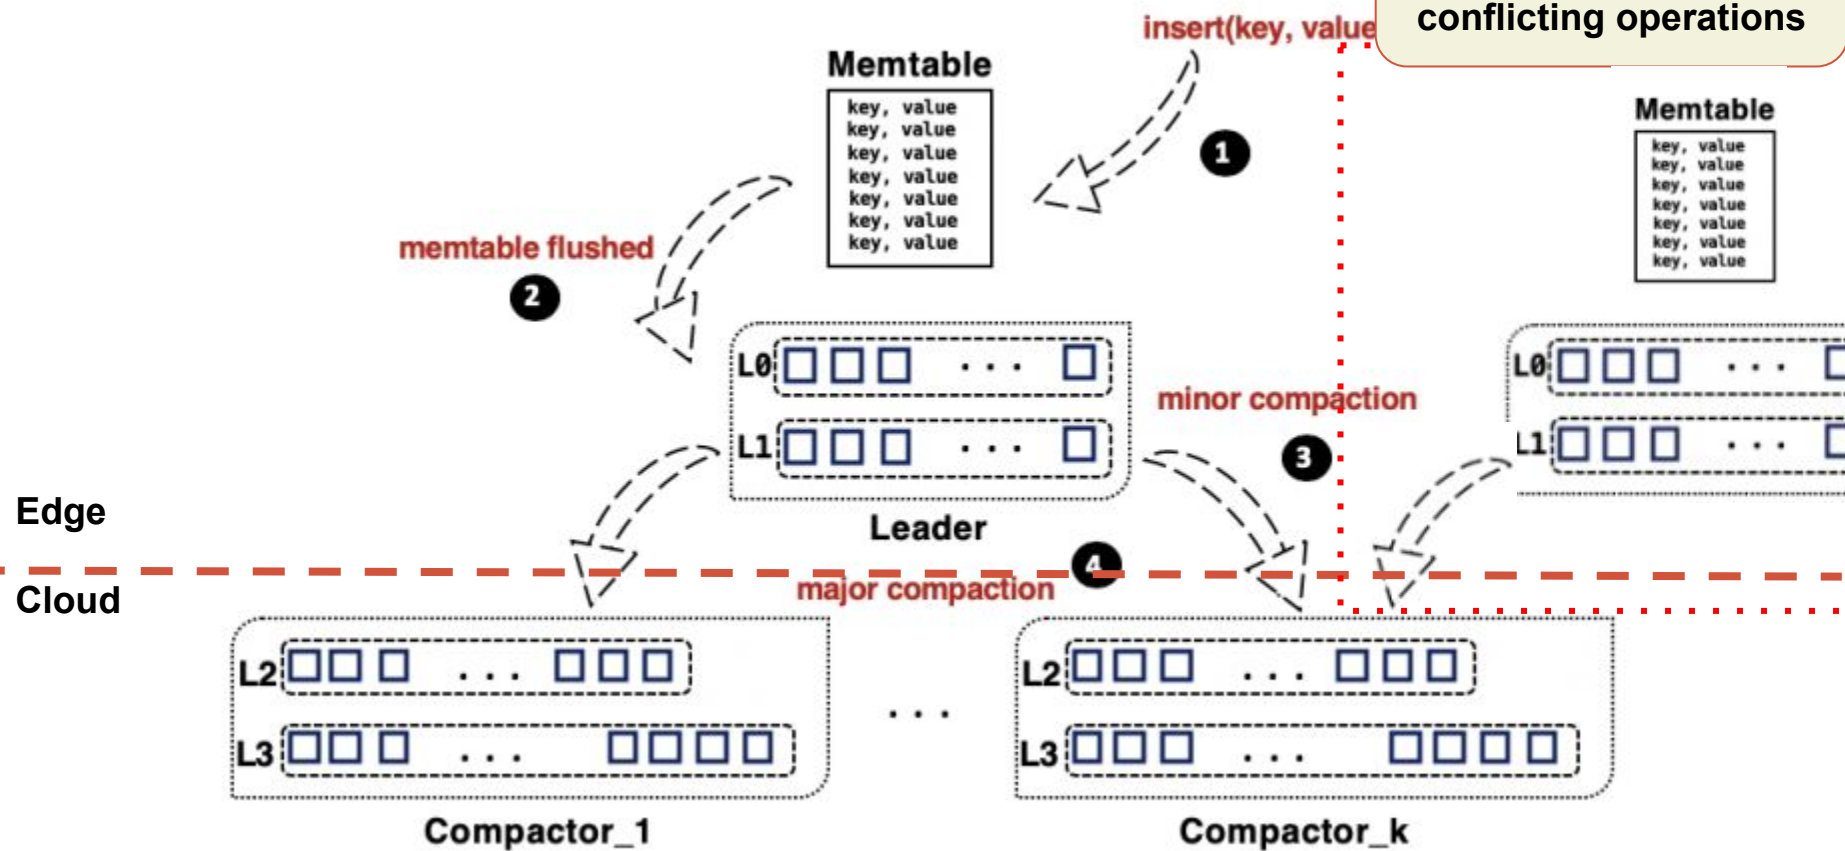 conflicting operations
insert(key, value
Memtable
key, value
key, value
key, value
key, value
key, value
key, value
key, value
1
Memtable
key, value
key, value
key, value
key, value
key, value
key, value
key, value
memtable flushed
2
L0 . . .
L1 . . .
Leader
minor compaction
3
L0 . . .
L1 . . .
Edge
4
major compaction
Cloud
L2 . . .
L3 . . .
Compactor_1
. . .
L2 . . .
L3 . . .
Compactor_k